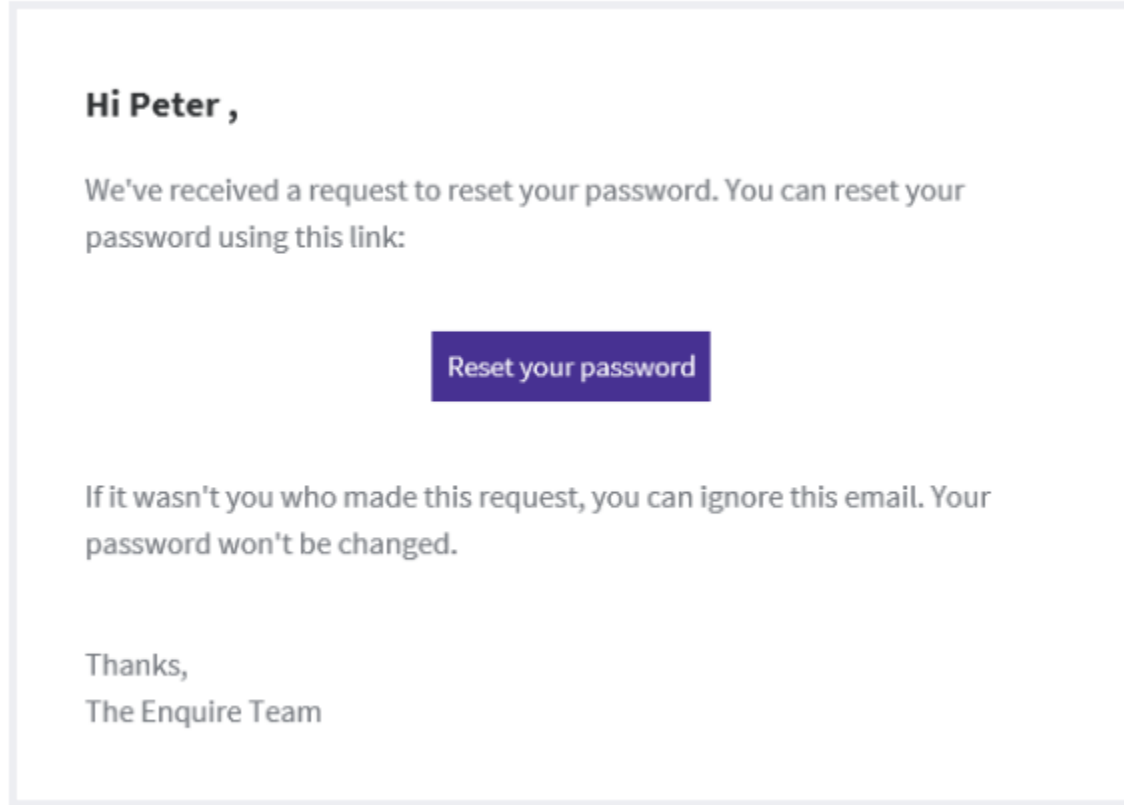 Hi Peter ,
We've received a request to reset your password. You can reset your
password using this link:
Reset your password
If it wasn't you who made this request, you can ignore this email. Your
password won't be changed.
Thanks,
The Enquire Team